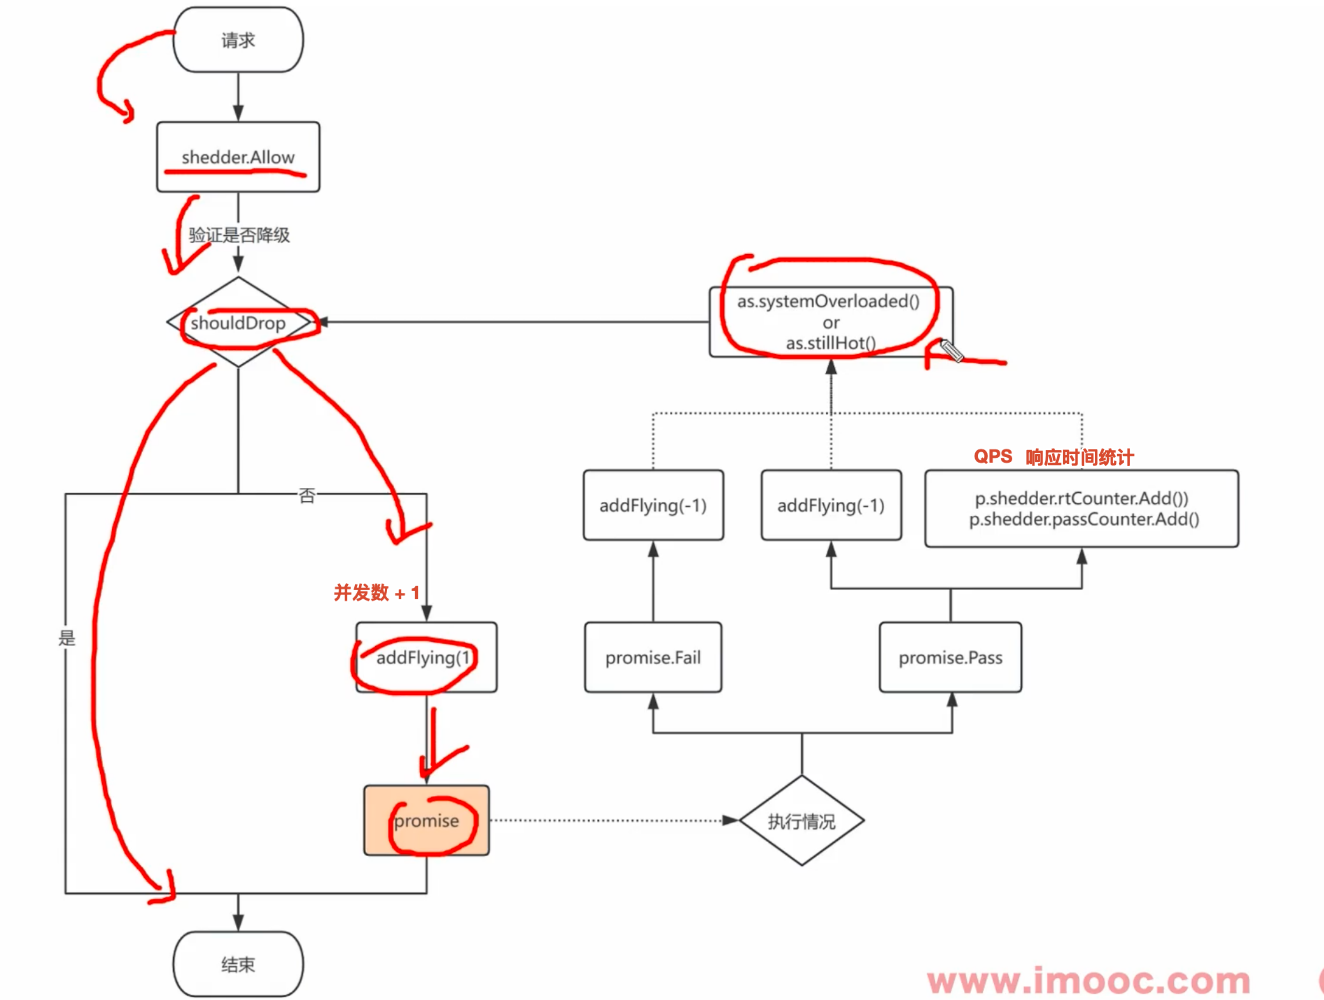 请求
shedder.Allow
验证是否降级
shouldDrop
as.systemOverloaded()
or
as.stillHot()
QPS 响应时间统计
否
addFlying(-1)
addFlying(-1)
p.shedder.rtCounter.Add())
p.shedder.passCounter.Add()
并发数 + 1
是
addFlying(1
promise.Fail
promise.Pass
promise
执行情况
结束
www.imooc.com